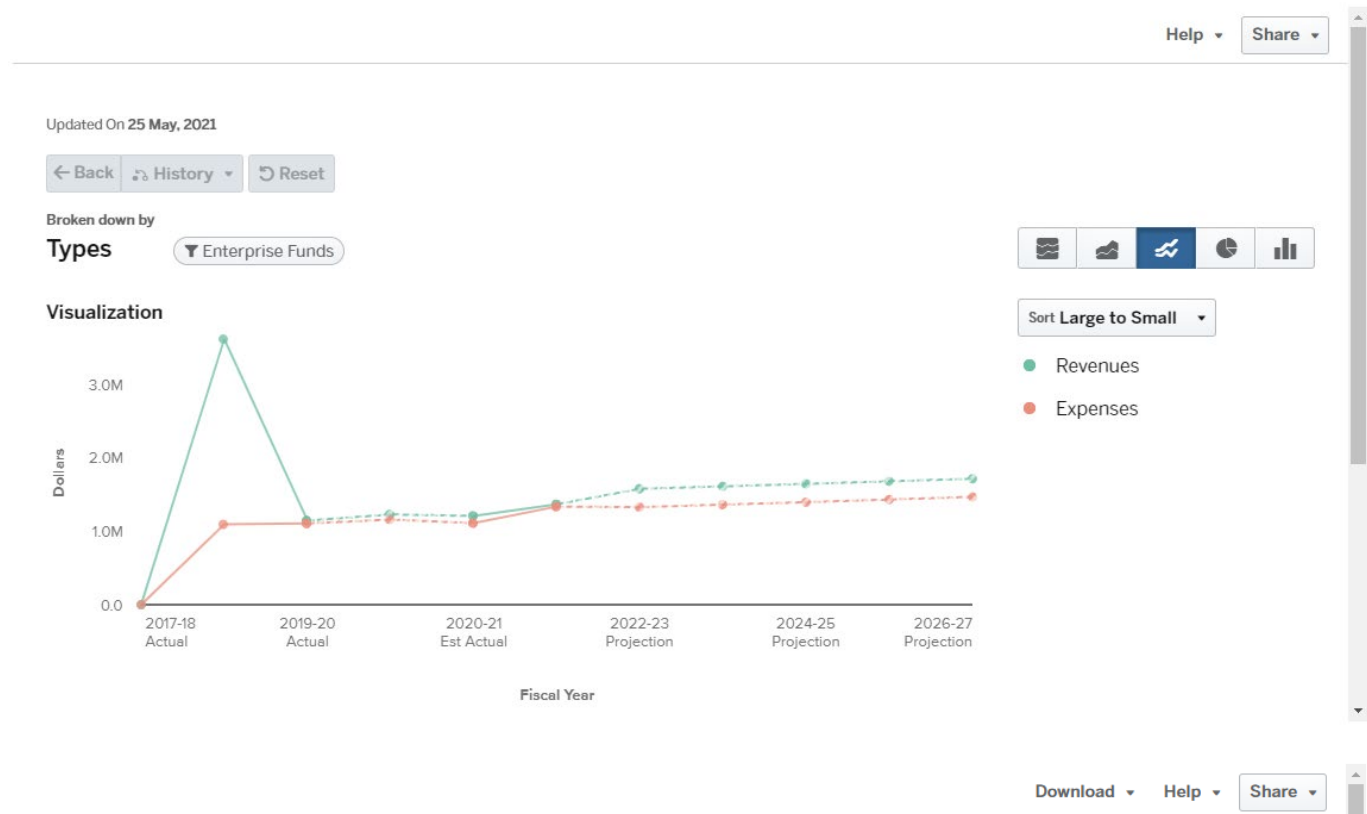 Help Share
Updated On 25 May, 2021
Back History Reset
Broken down by
Types Enterprise Funds
Visualization
Sort Large to Small
Revenues
Expenses
3.0M
2.0M
1.0M
0.0
Dollars
2017-18 2019-20 2020-21 2022-23 2024-25 2026-27
Actual Actual Est Actual Projection Projection Projection
Fiscal Year
Download Help Share